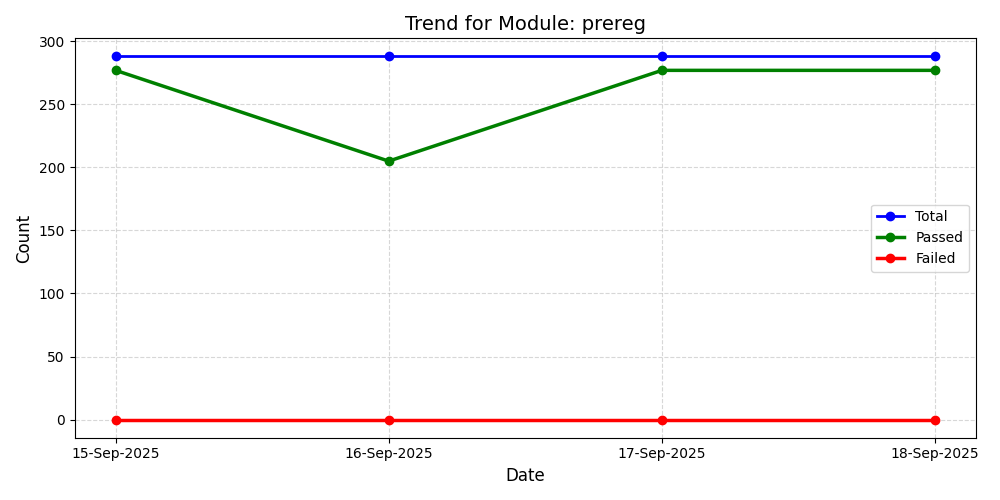 Trend for Module: prereg
Count
300
250
200
150
100
50
0
Total
Passed
Failed
15-Sep-2025
16-Sep-2025
17-Sep-2025
18-Sep-2025
Date